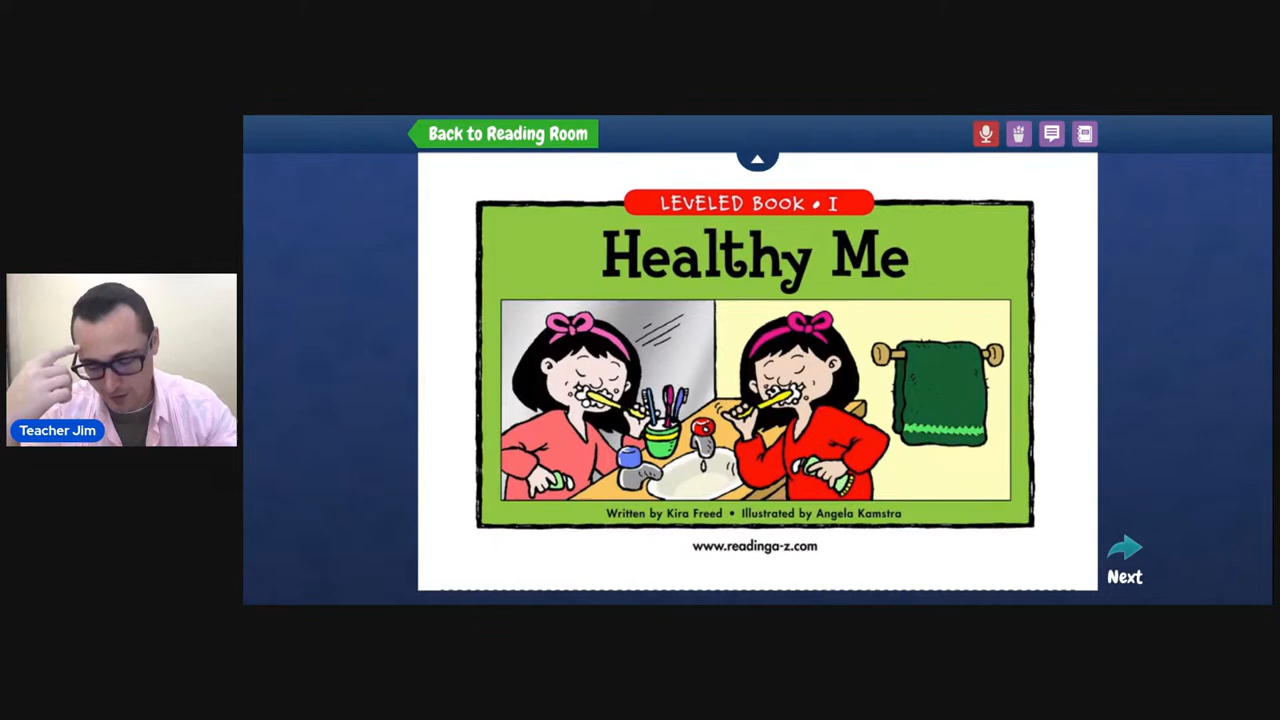 Back to Reading Room
LEVELED BOOK • I
Healthy Me
Written by Kira Freed • Illustrated by Angela Kamstra
www.readinga-z.com
Next
Teacher Jim